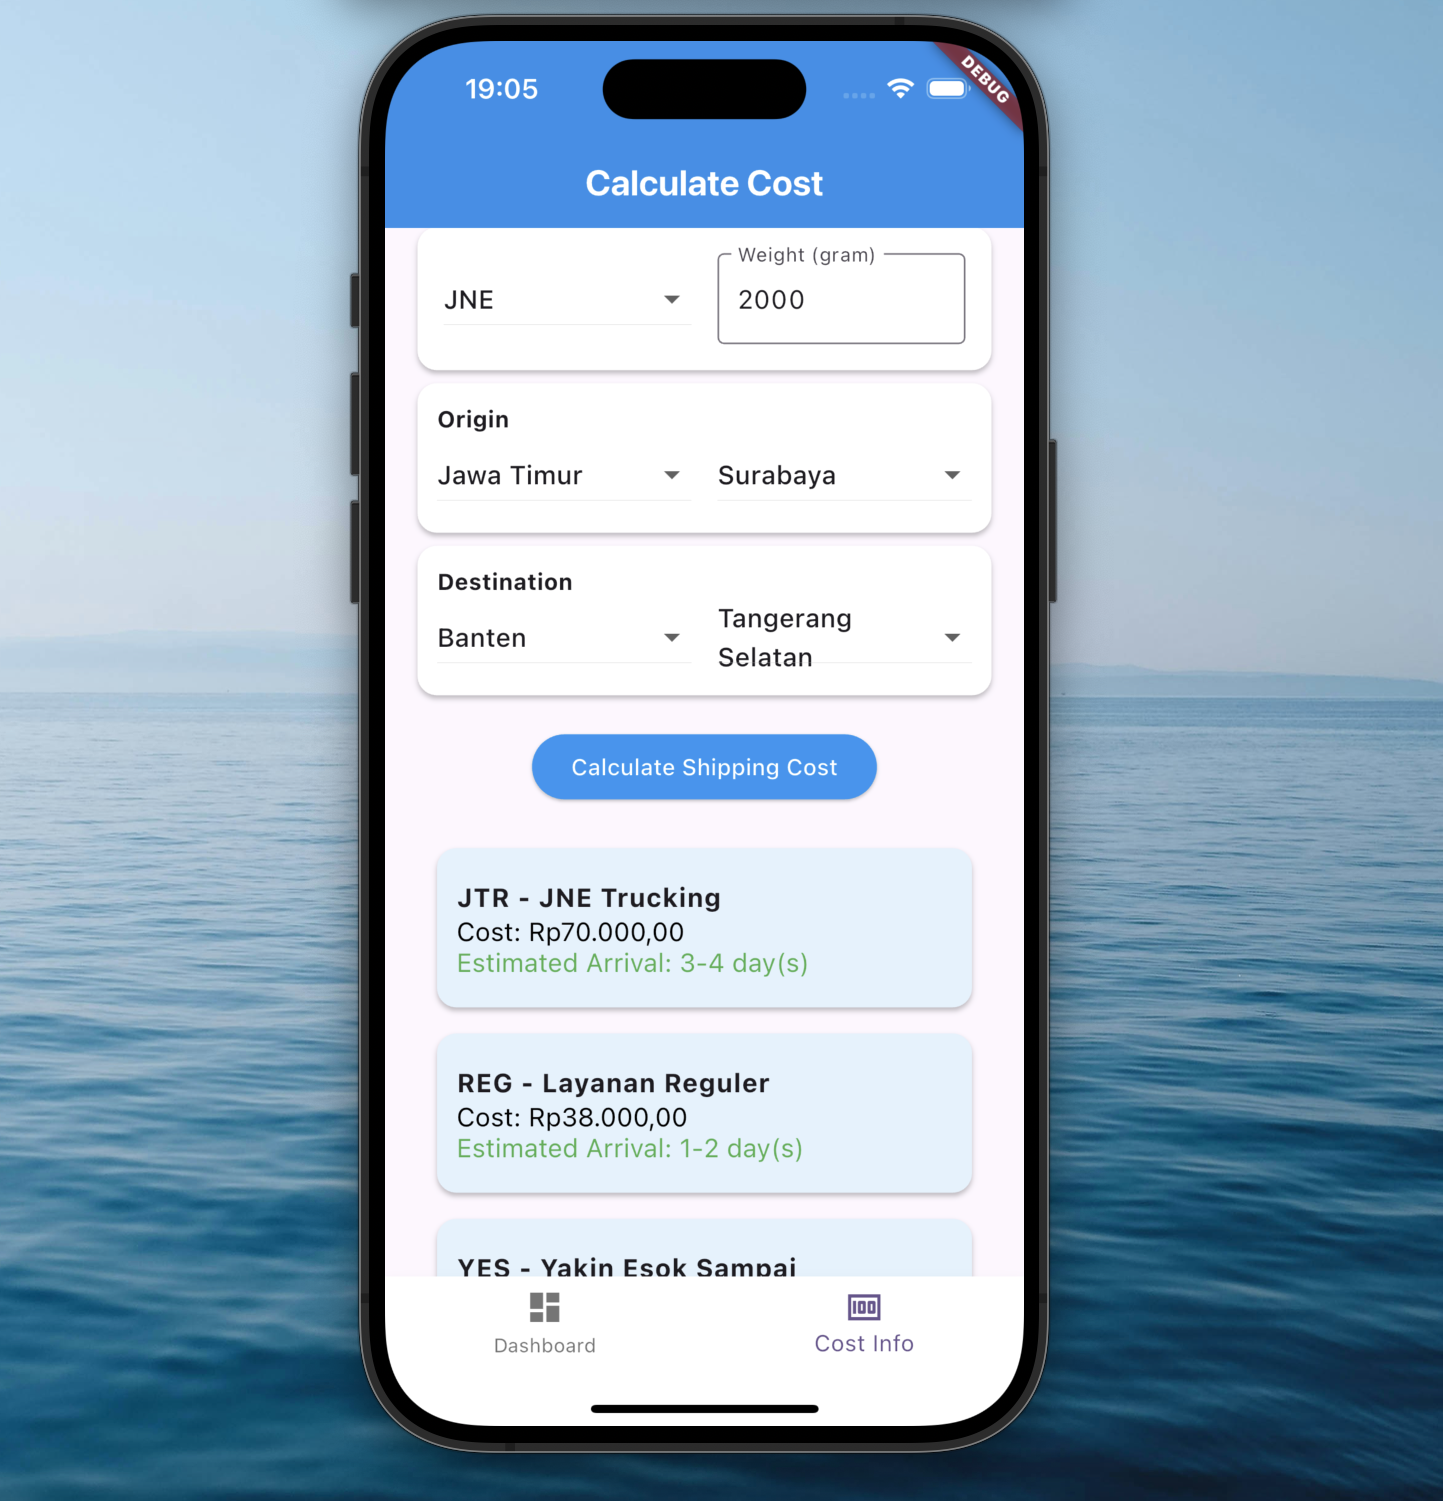 19:05
DEBUG
Calculate Cost
Weight (gram)
JNE
2000
Origin
Jawa Timur
Surabaya
Destination
Banten
Tangerang
Selatan
Calculate Shipping Cost
JTR - JNE Trucking
Cost: Rp70.000,00
Estimated Arrival: 3-4 day(s)
REG - Layanan Reguler
Cost: Rp38.000,00
Estimated Arrival: 1-2 day(s)
YES - Yakin Esok Sampai
100
Dashboard
Cost Info